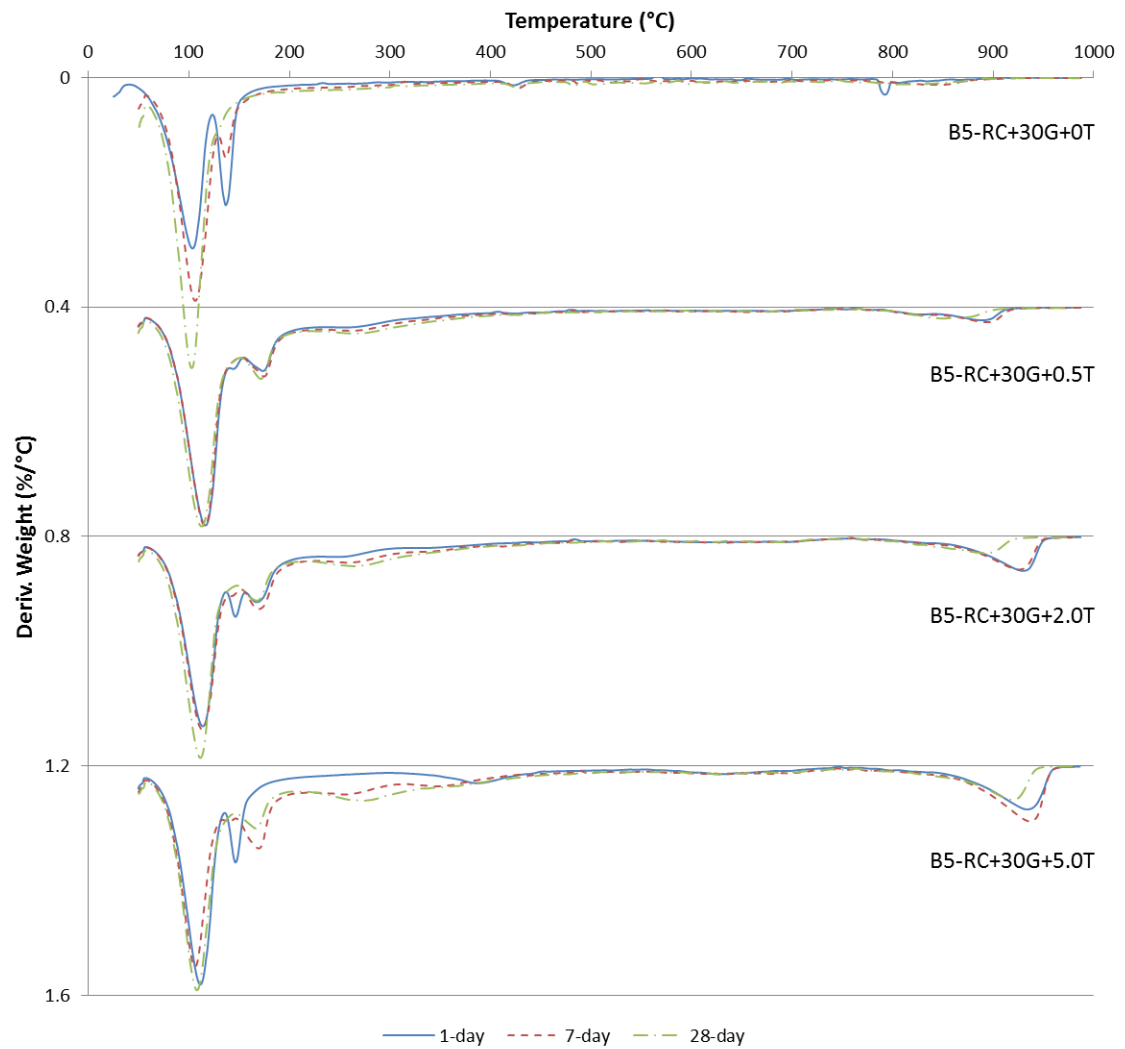 Temperature (°C)
0 100 200 300 400 500 600 700 800 900 1000
0
B5-RC+30G+0T
0.4
B5-RC+30G+0.5T
Deriv. Weight (%/°C)
0.8
B5-RC+30G+2.0T
1.2
B5-RC+30G+5.0T
1.6
1-day 7-day 28-day